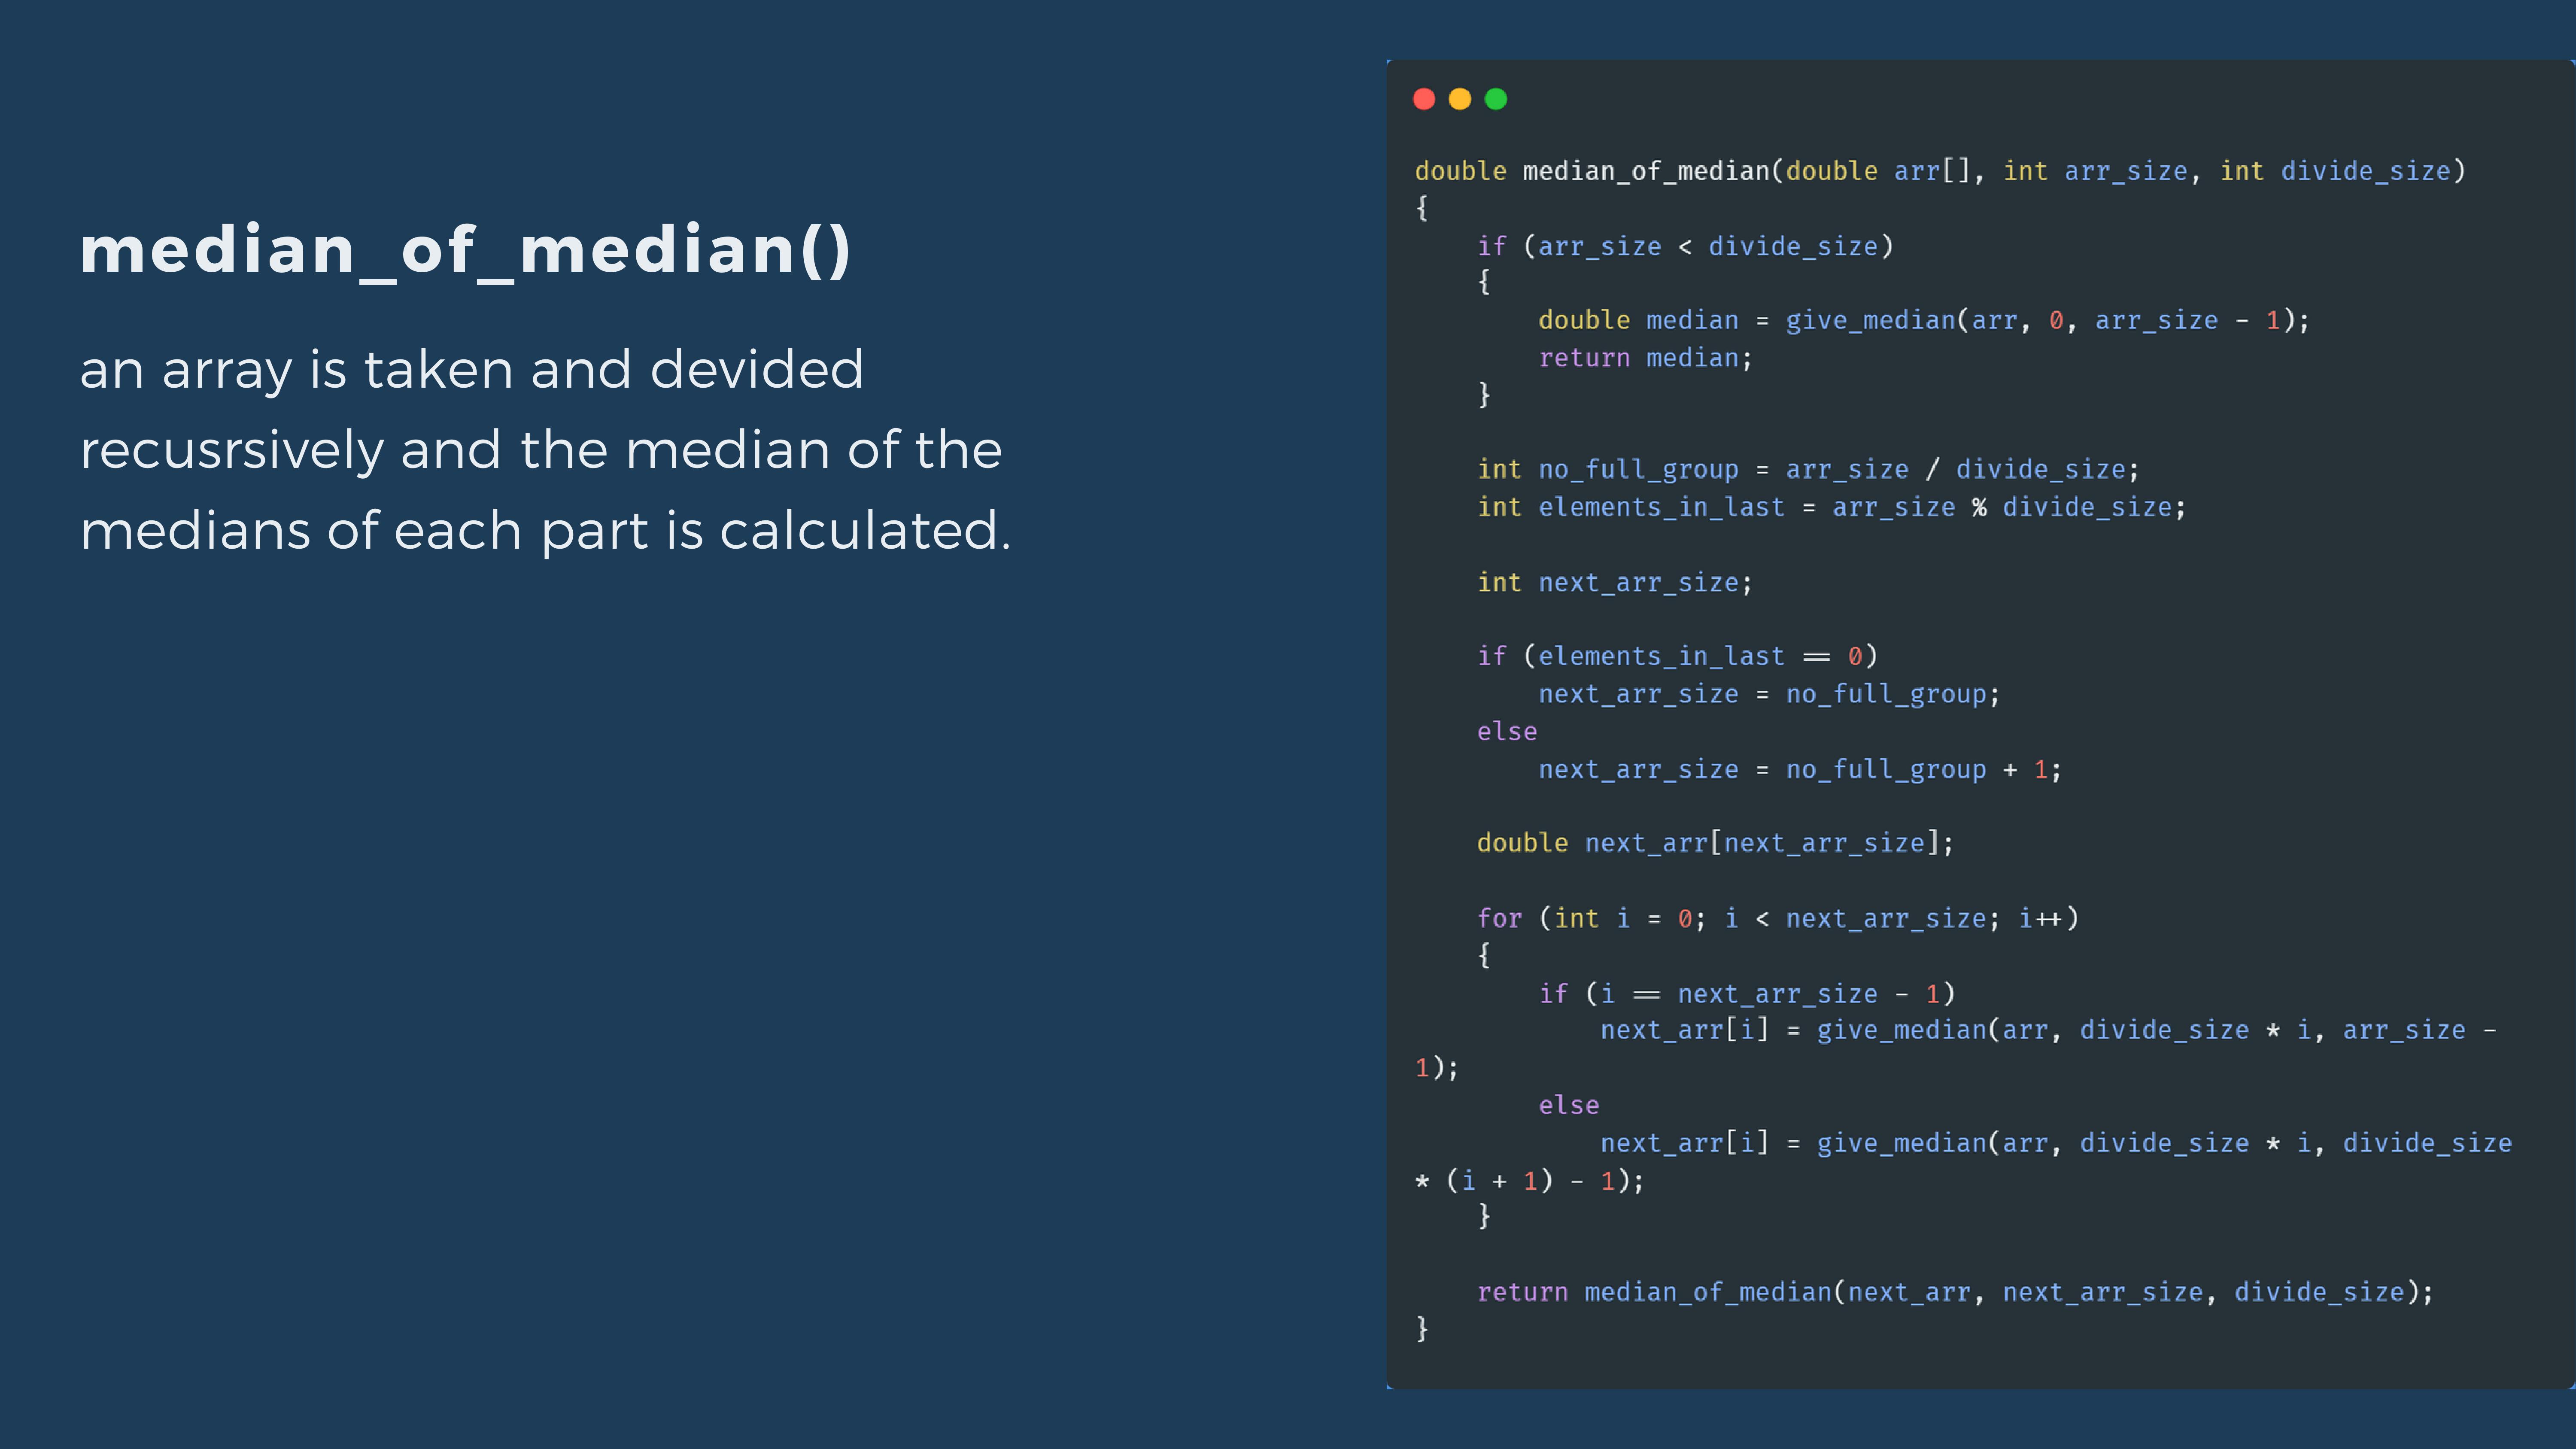 median_of_median()
an array is taken and devided
recusrsively and the median of the
medians of each part is calculated.
double median_of_median(double arr[], int arr_size, int divide_size)
{
    if (arr_size < divide_size)
    {
        double median = give_median(arr, 0, arr_size - 1);
        return median;
    }
    int no_full_group = arr_size / divide_size;
    int elements_in_last = arr_size % divide_size;
    int next_arr_size;
    if (elements_in_last == 0)
        next_arr_size = no_full_group;
    else
        next_arr_size = no_full_group + 1;
    double next_arr[next_arr_size];
    for (int i = 0; i < next_arr_size; i++)
    {
        if (i == next_arr_size - 1)
            next_arr[i] = give_median(arr, divide_size * i, arr_size -
1);
        else
            next_arr[i] = give_median(arr, divide_size * i, divide_size
* (i + 1) - 1);
    }
    return median_of_median(next_arr, next_arr_size, divide_size);
}